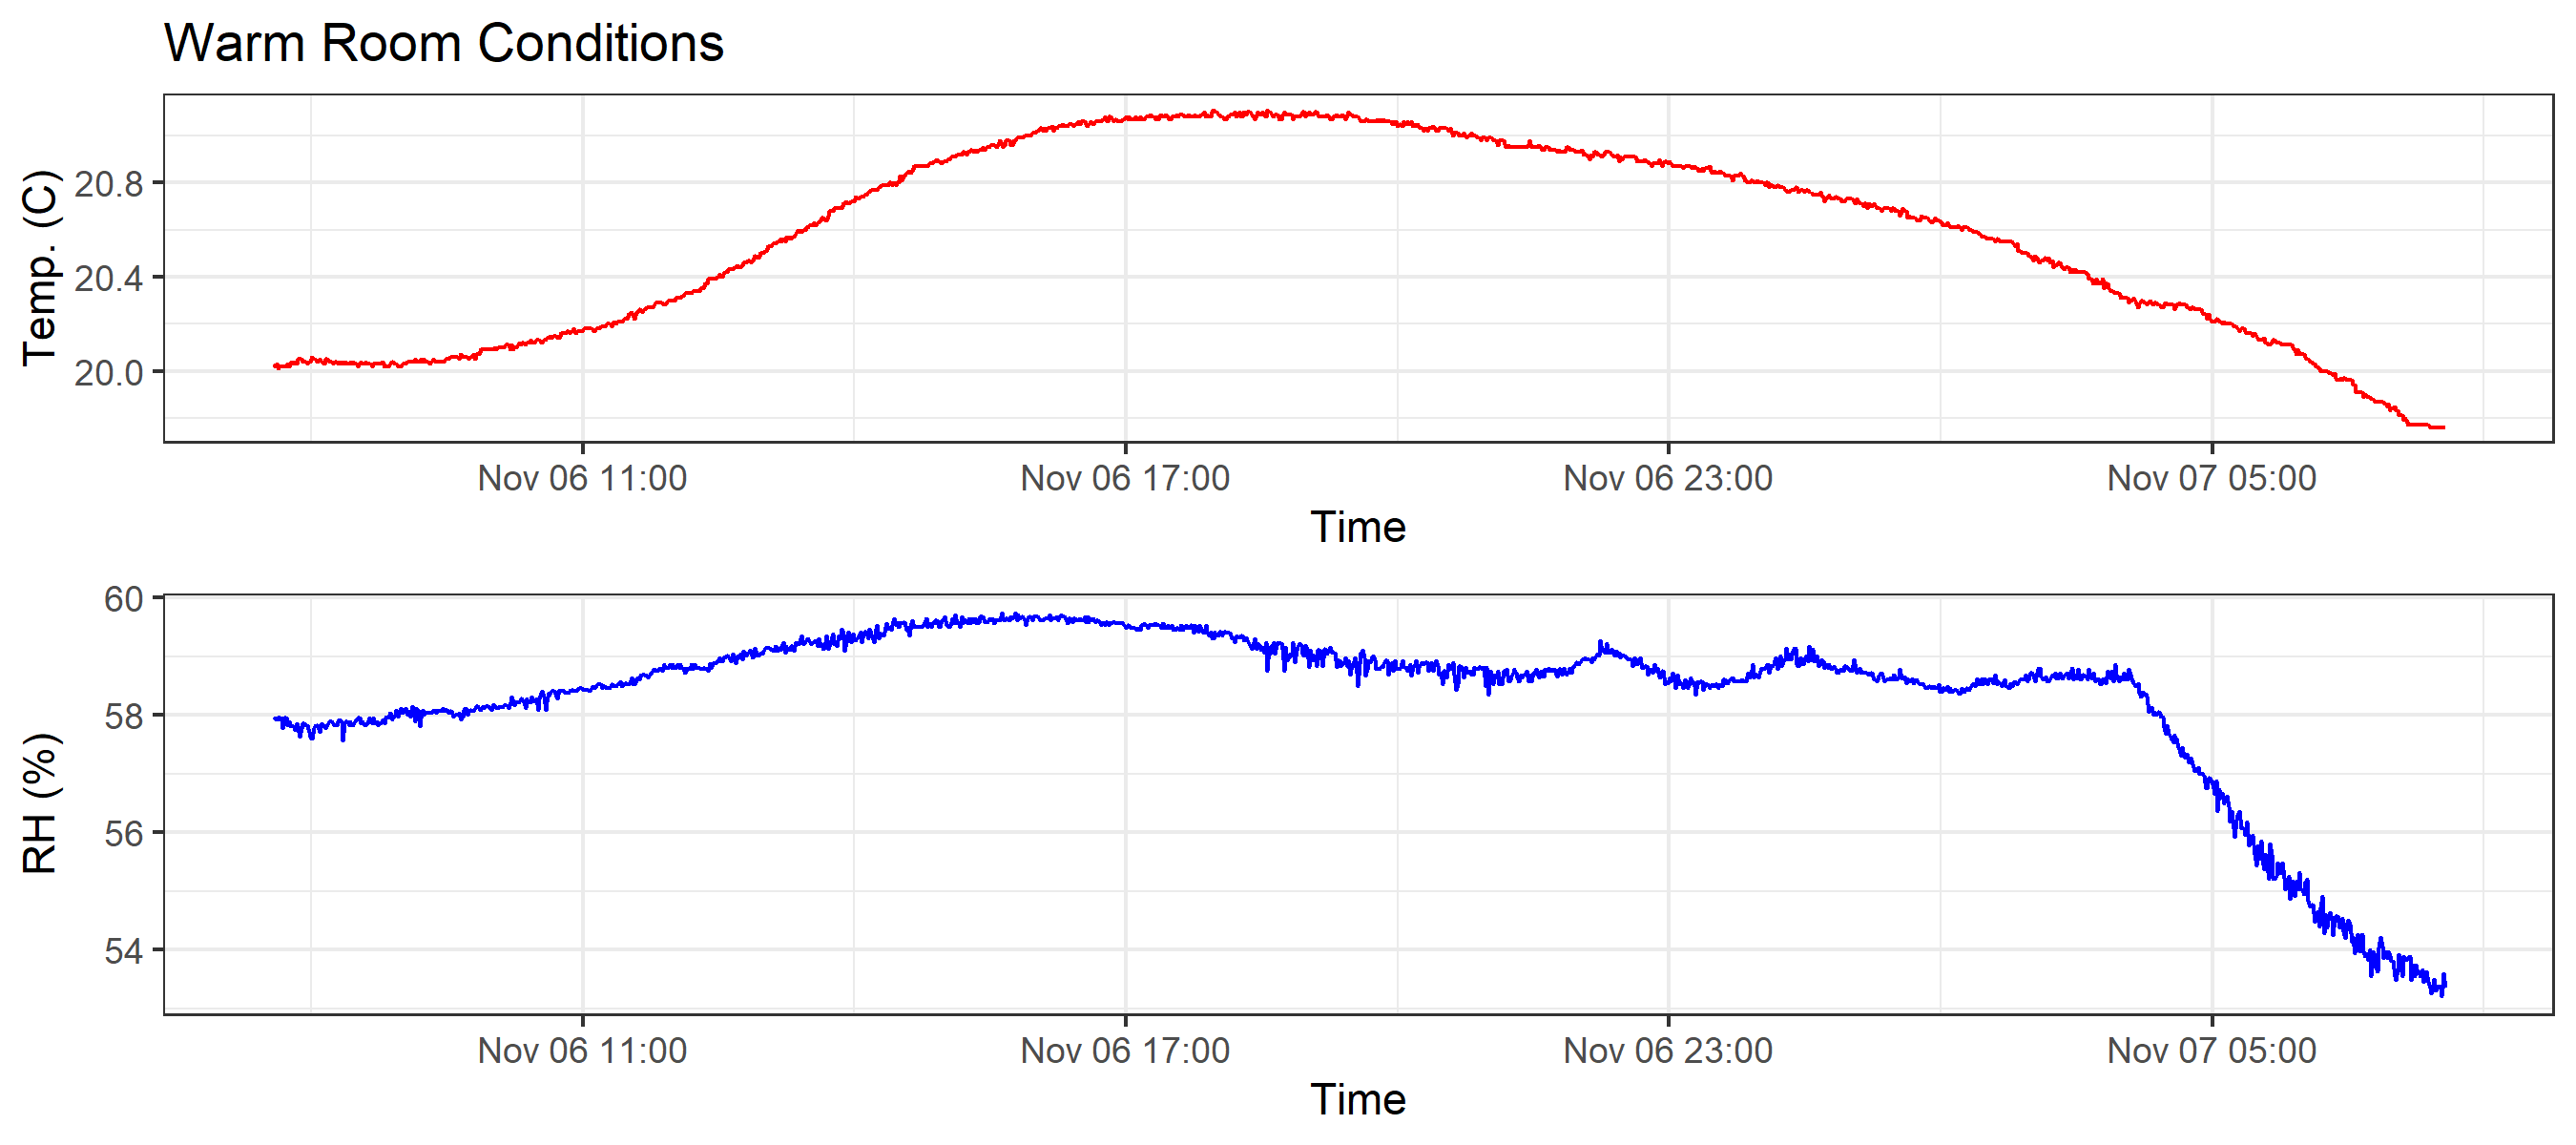 Warm Room Conditions
Temp. (C)
20.8
20.4
20.0
Nov 06 11:00 Nov 06 17:00 Nov 06 23:00 Nov 07 05:00
Time
RH (%)
60
58
56
54
Nov 06 11:00 Nov 06 17:00 Nov 06 23:00 Nov 07 05:00
Time